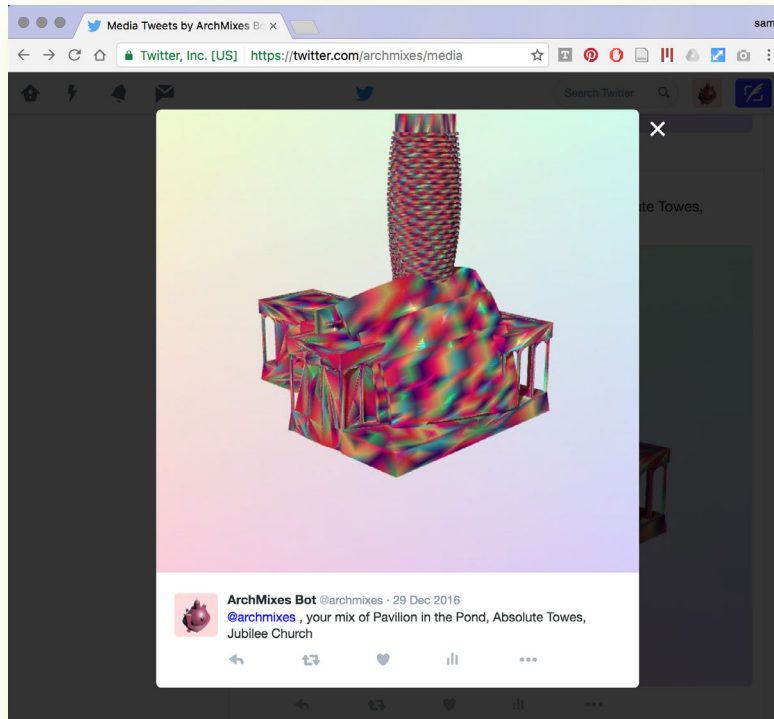 Media Tweets by ArchMixes Bo
sam
Twitter, Inc. [US] https://twitter.com/archmixes/media
Search Twitter
ute Towes,
ArchMixes Bot @archmixes · 29 Dec 2016
@archmixes , your mix of Pavilion in the Pond, Absolute Towes,
Jubilee Church